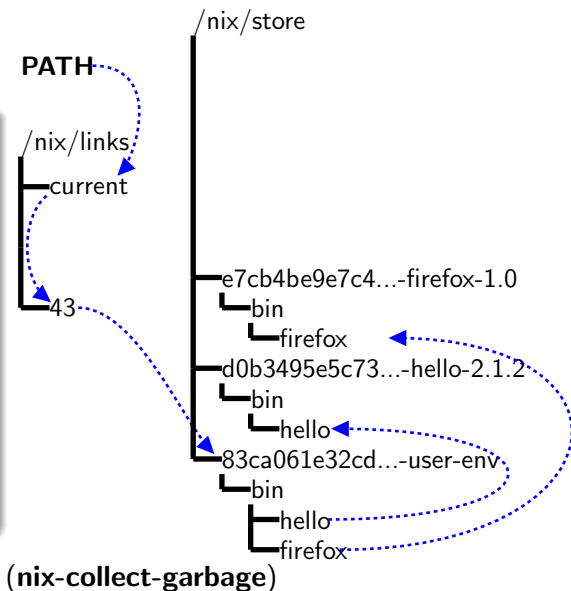 /nix/store
PATH
/nix/links
current
e7cb4be9e7c4...-firefox-1.0
43
bin
firefox
d0b3495e5c73...-hello-2.1.2
bin
hello
83ca061e32cd...-user-env
bin
hello
firefox
(nix-collect-garbage)